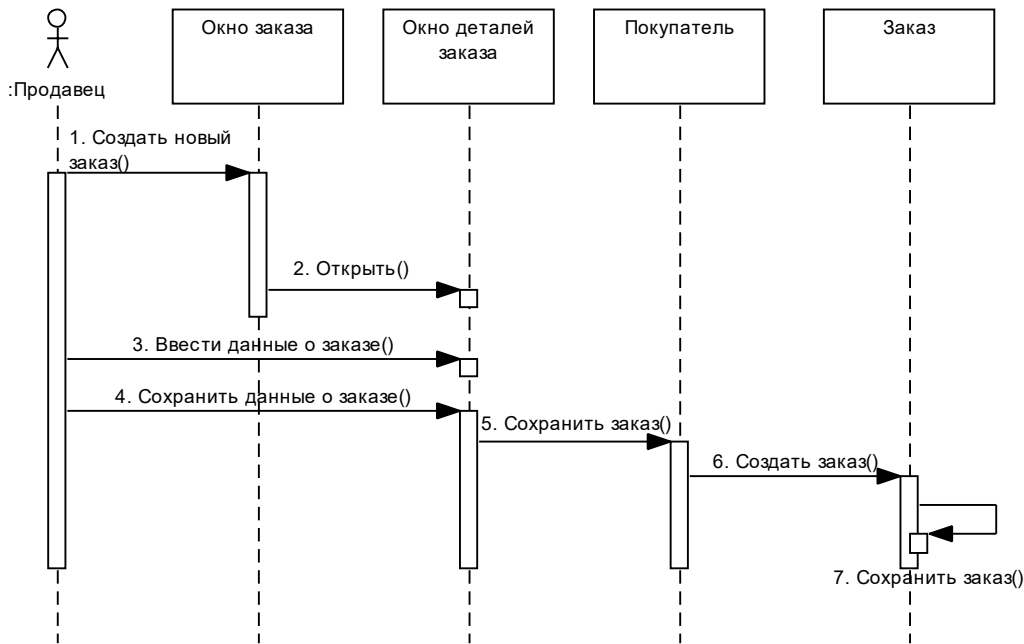 Окно заказа
Окно деталей
заказа
Покупатель
Заказ
:Продавец
1. Создать новый
заказ()
2. Открыть()
3. Ввести данные о заказе()
4. Сохранить данные о заказе()
5. Сохранить заказ()
6. Создать заказ()
7. Сохранить заказ()